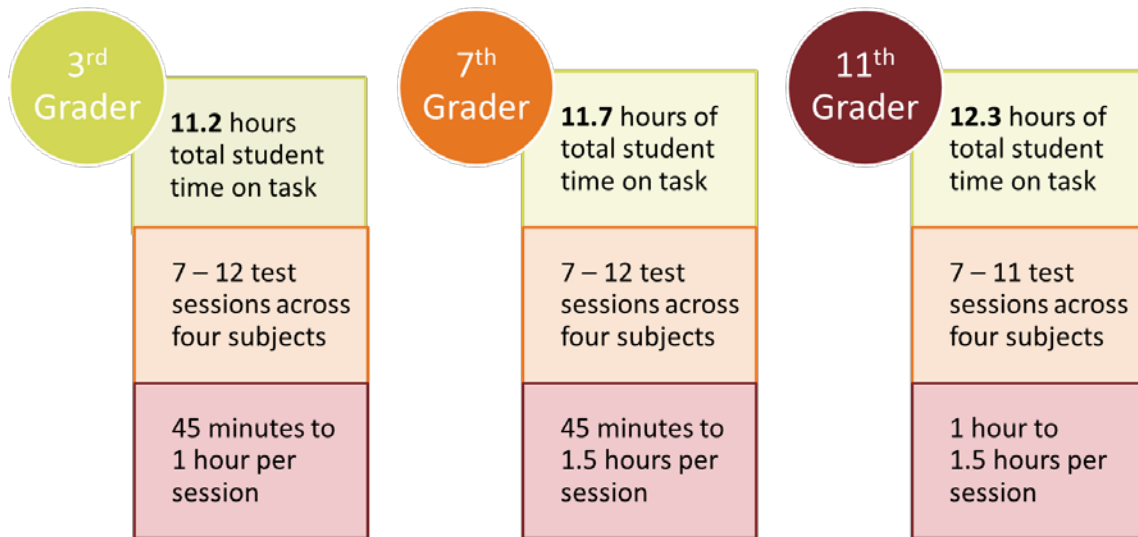 3rd
Grader
11.2 hours
total student
time on task
7 – 12 test
sessions across
four subjects
45 minutes to
1 hour per
session
7th
Grader
11.7 hours of
total student
time on task
7 – 12 test
sessions across
four subjects
45 minutes to
1.5 hours per
session
11th
Grader
12.3 hours of
total student
time on task
7 – 11 test
sessions across
four subjects
1 hour to
1.5 hours per
session